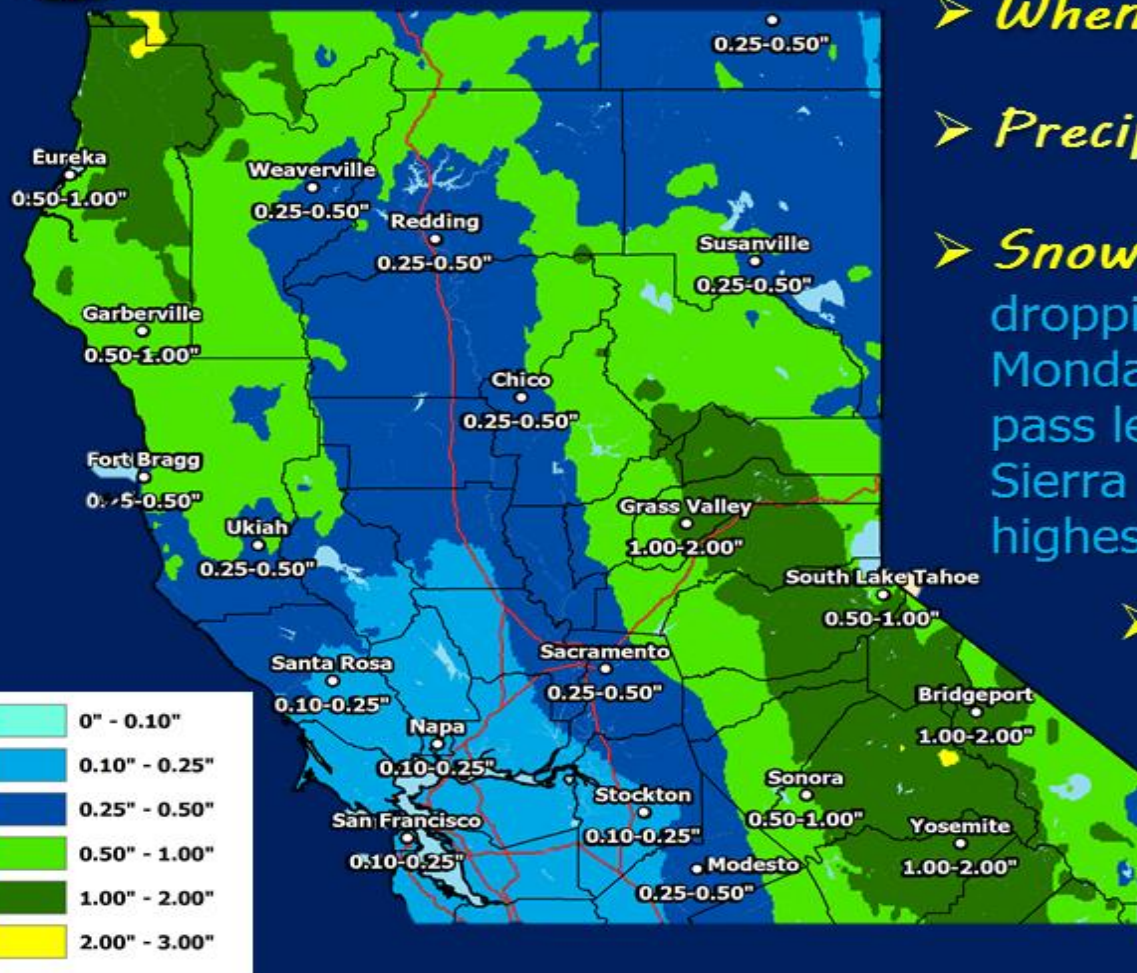 0.25-0.50"
Eureka
0.50-1.00"
Weaverville
0.25-0.50"
Redding
0.25-0.50"
Susanville
0.25-0.50"
Garberville
0.50-1.00"
Chico
0.25-0.50"
Fort Bragg
Ukiah
0.25-0.50"
Grass Valley
1.00-2.00"
South Lake Tahoe
0.50-1.00"
Santa Rosa
0.10-0.25"
Sacramento
0.25-0.50"
Bridgeport
1.00-2.00"
Napa
0.10-0.25"
Sonora
0.50-1.00"
Stockton
0.10-0.25"
San Francisco
0.10-0.25"
Yosemite
1.00-2.00"
Modesto
0.25-0.50"
0" - 0.10"
0.10" - 0.25"
0.25" - 0.50"
0.50" - 1.00"
1.00" - 2.00"
2.00" - 3.00"
➢ When
➢ Precip
➢ Snow
droppi
Monda
pass le
Sierra
highes
➢